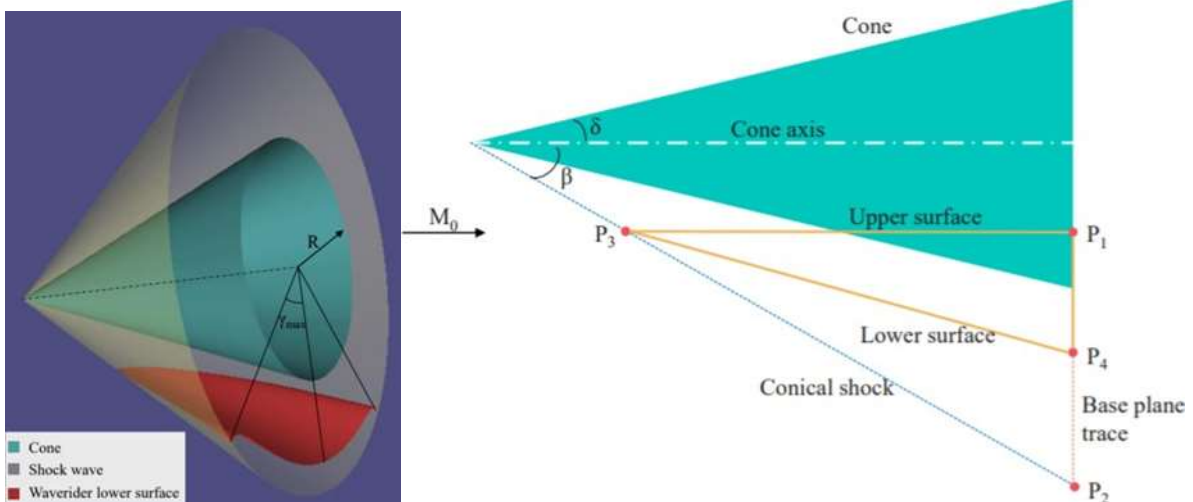 R
γmax
Cone
Shock wave
Waverider lower surface
Cone
δ
Cone axis
β
M₀
Upper surface
P₃
P₁
Lower surface
P₄
Conical shock
Base plane
trace
P₂